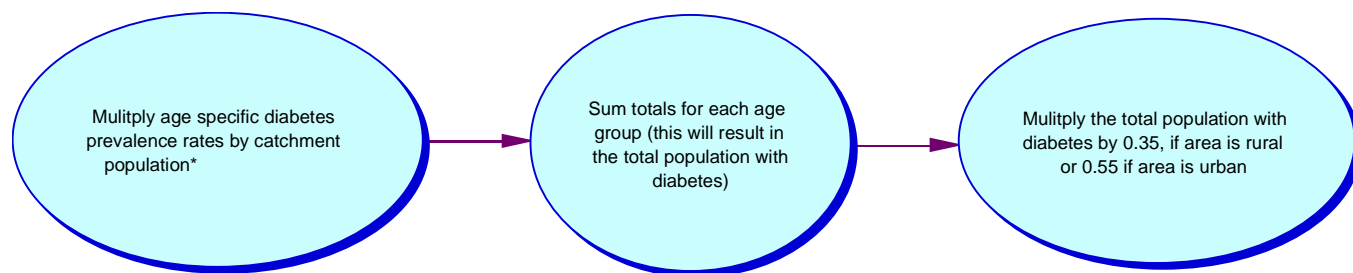 Mulitply age specific diabetes
prevalence rates by catchment
population*
Sum totals for each age
group (this will result in
the total population with
diabetes)
Mulitply the total population with
diabetes by 0.35, if area is rural
or 0.55 if area is urban